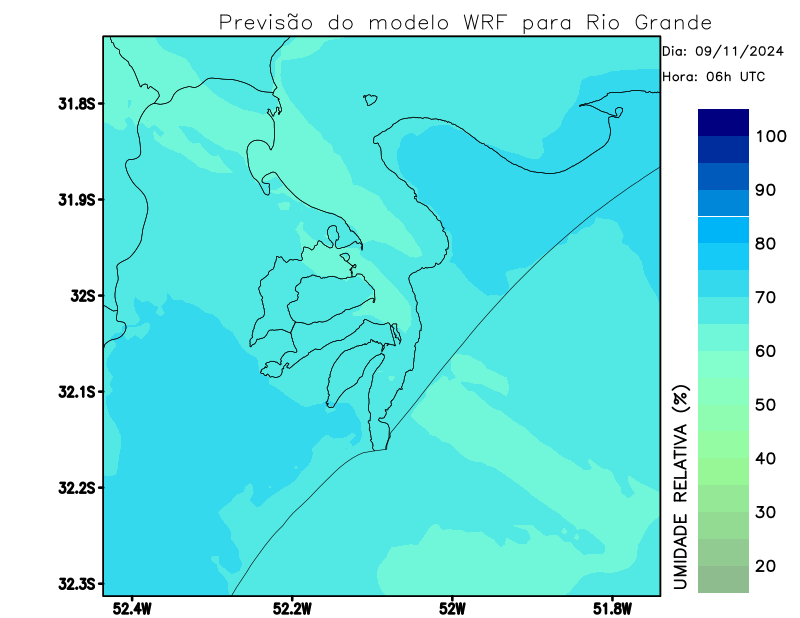 Previsão do modelo WRF para Rio Grande
Dia: 09/11/2024
Hora: 06h UTC
31.8S
31.9S
32S
32.1S
32.2S
32.3S
52.4W
52.2W
52W
51.8W
UMIDADE RELATIVA (%)
100
90
80
70
60
50
40
30
20